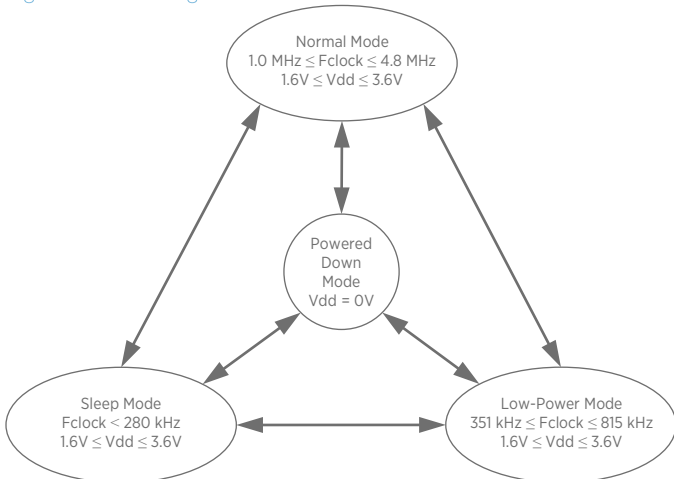 Normal Mode
1.0 MHz ≤ Fclock ≤ 4.8 MHz
1.6V ≤ Vdd ≤ 3.6V
Powered
Down
Mode
Vdd = 0V
Sleep Mode
Fclock < 280 kHz
1.6V ≤ Vdd ≤ 3.6V
Low-Power Mode
351 kHz ≤ Fclock ≤ 815 kHz
1.6V ≤ Vdd ≤ 3.6V